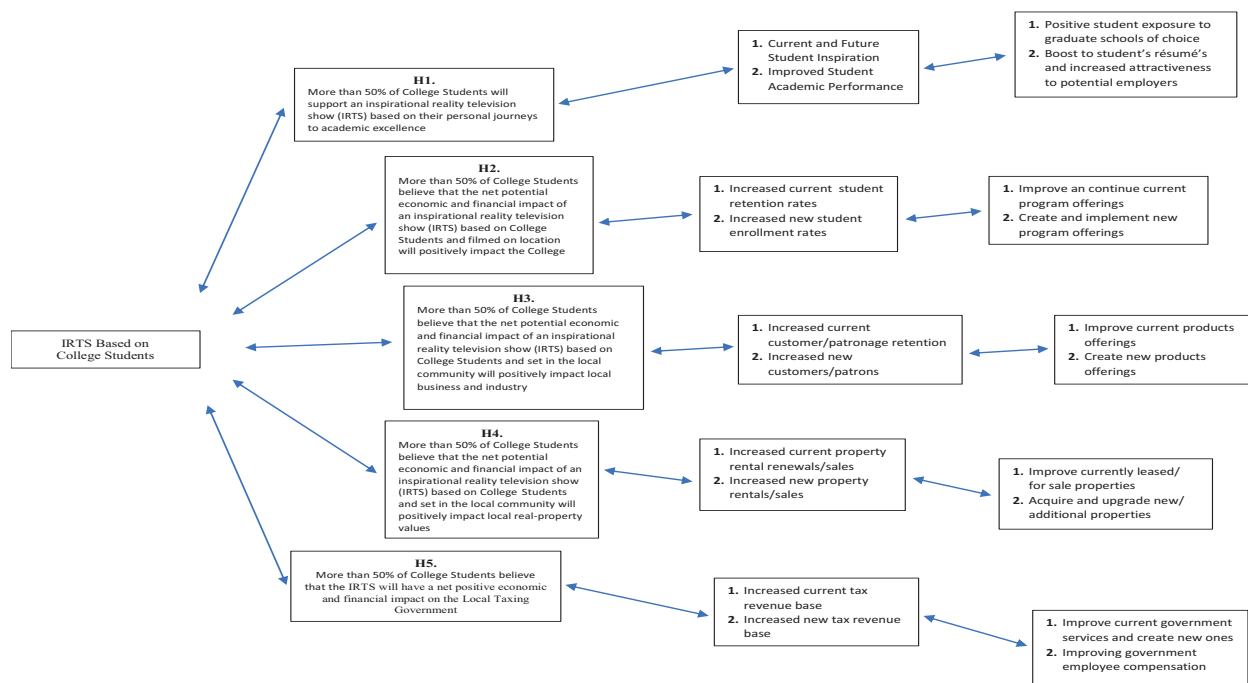 IRTS Based on
College Students
H1.
More than 50% of College Students will
support an inspirational reality television
show (IRTS) based on their personal journeys
to academic excellence
1. Current and Future
Student Inspiration
2. Improved Student
Academic Performance
1. Positive student exposure to
graduate schools of choice
2. Boost to student's résumé's
and increased attractiveness
to potential employers
H2.
More than 50% of College Students
believe that the net potential
economic and financial impact of
an inspirational reality television
show (IRTS) based on College
Students and filmed on location
will positively impact the College
1. Increased current student
retention rates
2. Increased new student
enrollment rates
1. Improve an continue current
program offerings
2. Create and implement new
program offerings
H3.
More than 50% of College Students
believe that the net potential economic
and financial impact of an inspirational
reality television show (IRTS) based on
College Students and set in the local
community will positively impact local
business and industry
1. Increased current
customer/patronage retention
2. Increased new
customers/patrons
1. Improve current products
offerings
2. Create new products
offerings
H4.
More than 50% of College Students
believe that the net potential
economic and financial impact of an
inspirational reality television show
(IRTS) based on College Students
and set in the local community will
positively impact local real-property
values
1. Increased current property
rental renewals/sales
2. Increased new property
rentals/sales
1. Improve currently leased/
for sale properties
2. Acquire and upgrade new/
additional properties
H5.
More than 50% of College Students believe
that the IRTS will have a net positive economic
and financial impact on the Local Taxing
Government
1. Increased current tax
revenue base
2. Increased new tax revenue
base
1. Improve current government
services and create new ones
2. Improving government
employee compensation